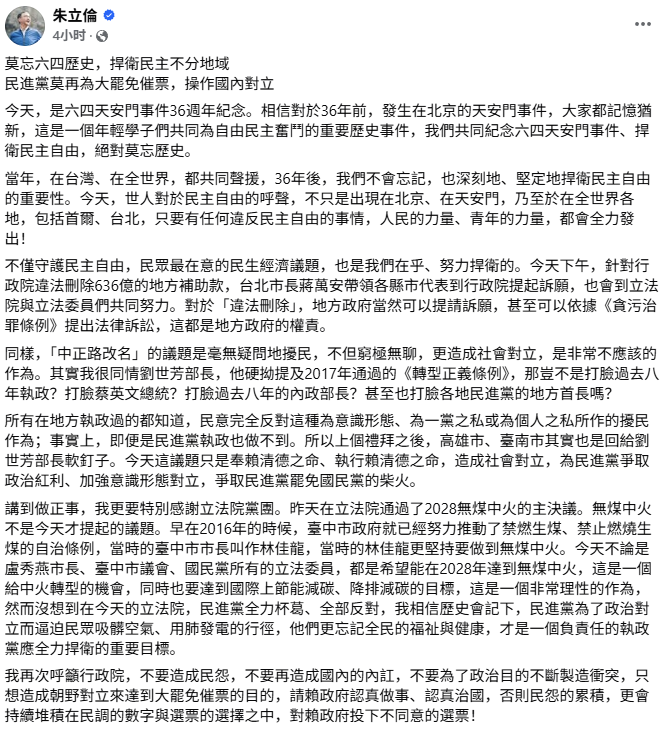 朱立倫
4小时
莫忘六四歷史，捍衛民主不分地域
民進黨莫再為大罷免催票，操作國內對立
今天，是六四天安門事件36週年紀念。相信對於36年前，發生在北京的天安門事件，大家都記憶猶
新，這是一個年輕學子們共同為自由民主奮鬥的重要歷史事件，我們共同紀念六四天安門事件、捍
衛民主自由，絕對莫忘歷史。
當年，在台灣、在全世界，都共同聲援，36年後，我們不會忘記，也深刻地、堅定地捍衛民主自由
的重要性。今天，世人對於民主自由的呼聲，不只是出現在北京、在天安門，乃至於在全世界各
地，包括首爾、台北，只要有任何違反民主自由的事情，人民的力量、青年的力量，都會全力發
出！
不僅守護民主自由，民眾最在意的民生經濟議題，也是我們在乎、努力捍衛的。今天下午，針對行
政院違法刪除636億的地方補助款，台北市長蔣萬安帶領各縣市代表到行政院提起訴願，也會到立法
院與立法委員們共同努力。對於「違法刪除」，地方政府當然可以提請訴願，甚至可以依據《貪污治
罪條例》提出法律訴訟，這都是地方政府的權責。
同樣，「中正路改名」的議題是毫無疑問地擾民，不但窮極無聊，更造成社會對立，是非常不應該的
作為。其實我很同情劉世芳部長，他硬拗提及2017年通過的《轉型正義條例》，那豈不是打臉過去八
年執政？打臉蔡英文總統？打臉過去八年的內政部長？甚至也打臉各地民進黨的地方首長嗎？
所有在地方執政過的都知道，民意完全反對這種為意識形態、為一黨之私或為個人之私所作的擾民
作為；事實上，即便是民進黨執政也做不到。所以上個禮拜之後，高雄市、臺南市其實也是回給劉
世芳部長軟釘子。今天這議題只是奉賴清德之命、執行賴清德之命，造成社會對立，為民進黨爭取
政治紅利、加強意識形態對立，爭取民進黨罷免國民黨的柴火。
講到做正事，我更要特別感謝立法院黨團。昨天在立法院通過了2028無煤中火的主決議。無煤中火
不是今天才提起的議題。早在2016年的時候，臺中市政府就已經努力推動了禁燃生煤、禁止燃燒生
煤的自治條例，當時的臺中市市長叫作林佳龍，當時的林佳龍更堅持要做到無煤中火。今天不論是
盧秀燕市長、臺中市議會、國民黨所有的立法委員，都是希望能在2028年達到無煤中火，這是一個
給中火轉型的機會，同時也要達到國際上節能減碳、降排減碳的目標，這是一個非常理性的作為，
然而沒想到在今天的立法院，民進黨全力杯葛、全部反對，我相信歷史會記下，民進黨為了政治對
立而逼迫民眾吸髒空氣、用肺發電的行徑，他們更忘記全民的福祉與健康，才是一個負責任的執政
黨應全力捍衛的重要目標。
我再次呼籲行政院，不要造成民怨，不要再造成國內的內訌，不要為了政治目的不斷製造衝突，只
想造成朝野對立來達到大罷免催票的目的，請賴政府認真做事、認真治國，否則民怨的累積，更會
持續堆積在民調的數字與選票的選擇之中，對賴政府投下不同意的選票！